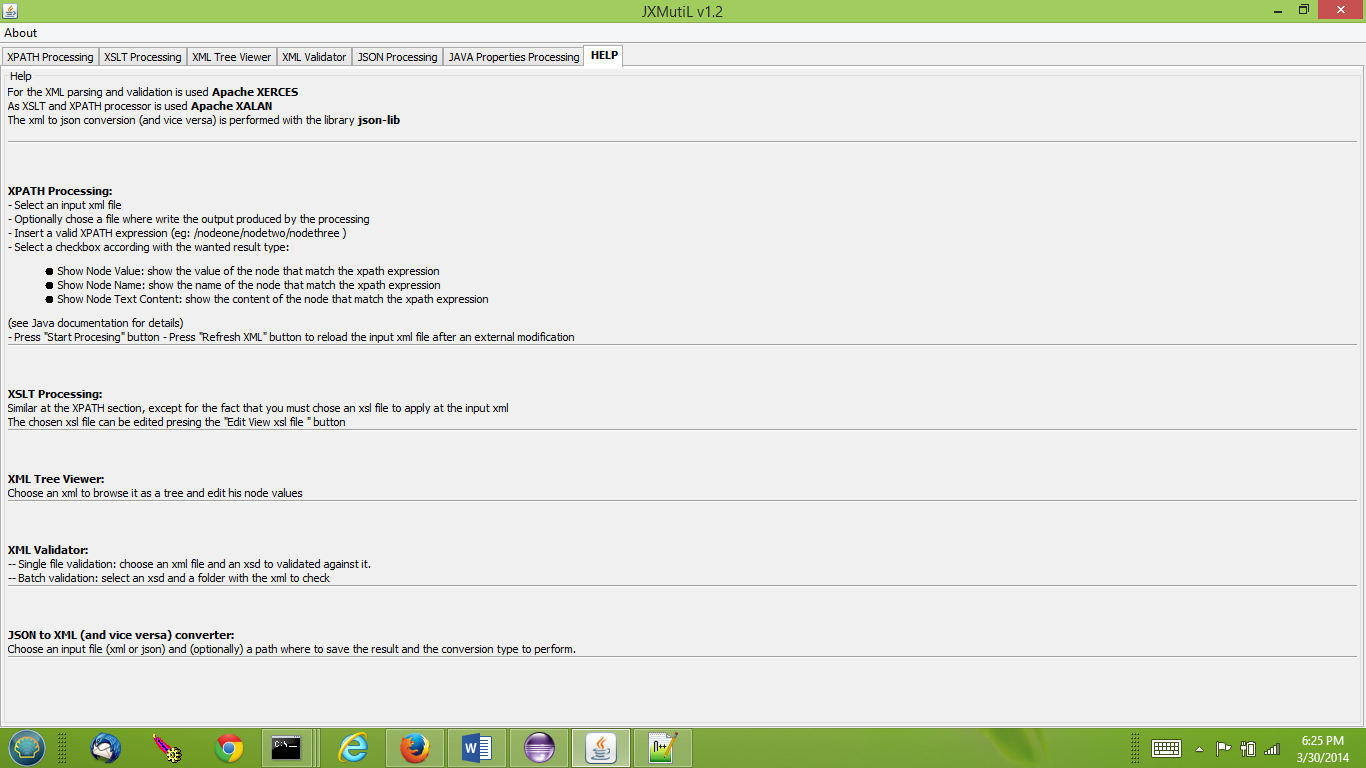 JXMutiL v1.2
About
XPATH Processing
XSLT Processing
XML Tree Viewer
XML Validator
JSON Processing
JAVA Properties Processing
HELP
Help
For the XML parsing and validation is used Apache XERCES
As XSLT and XPATH processor is used Apache XALAN
The xml to json conversion (and vice versa) is performed with the library json-lib
XPATH Processing:
- Select an input xml file
- Optionally chose a file where write the output produced by the processing
- Insert a valid XPATH expression (eg: /nodeone/nodetwo/nodethree )
- Select a checkbox according with the wanted result type:
● Show Node Value: show the value of the node that match the xpath expression
● Show Node Name: show the name of the node that match the xpath expression
● Show Node Text Content: show the content of the node that match the xpath expression
(see Java documentation for details)
- Press "Start Procesing" button - Press "Refresh XML" button to reload the input xml file after an external modification
XSLT Processing:
Similar at the XPATH section, except for the fact that you must chose an xsl file to apply at the input xml
The chosen xsl file can be edited presing the "Edit View xsl file " button
XML Tree Viewer:
Choose an xml to browse it as a tree and edit his node values
XML Validator:
-- Single file validation: choose an xml file and an xsd to validated against it.
-- Batch validation: select an xsd and a folder with the xml to check
JSON to XML (and vice versa) converter:
Choose an input file (xml or json) and (optionally) a path where to save the result and the conversion type to perform.
C:\_
N++
6:25 PM
3/30/2014